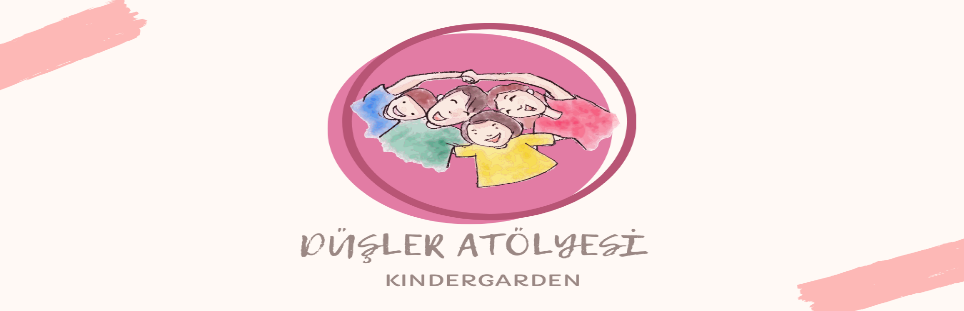 DÜŞLER ATÖLYESİ
KINDERGARDEN